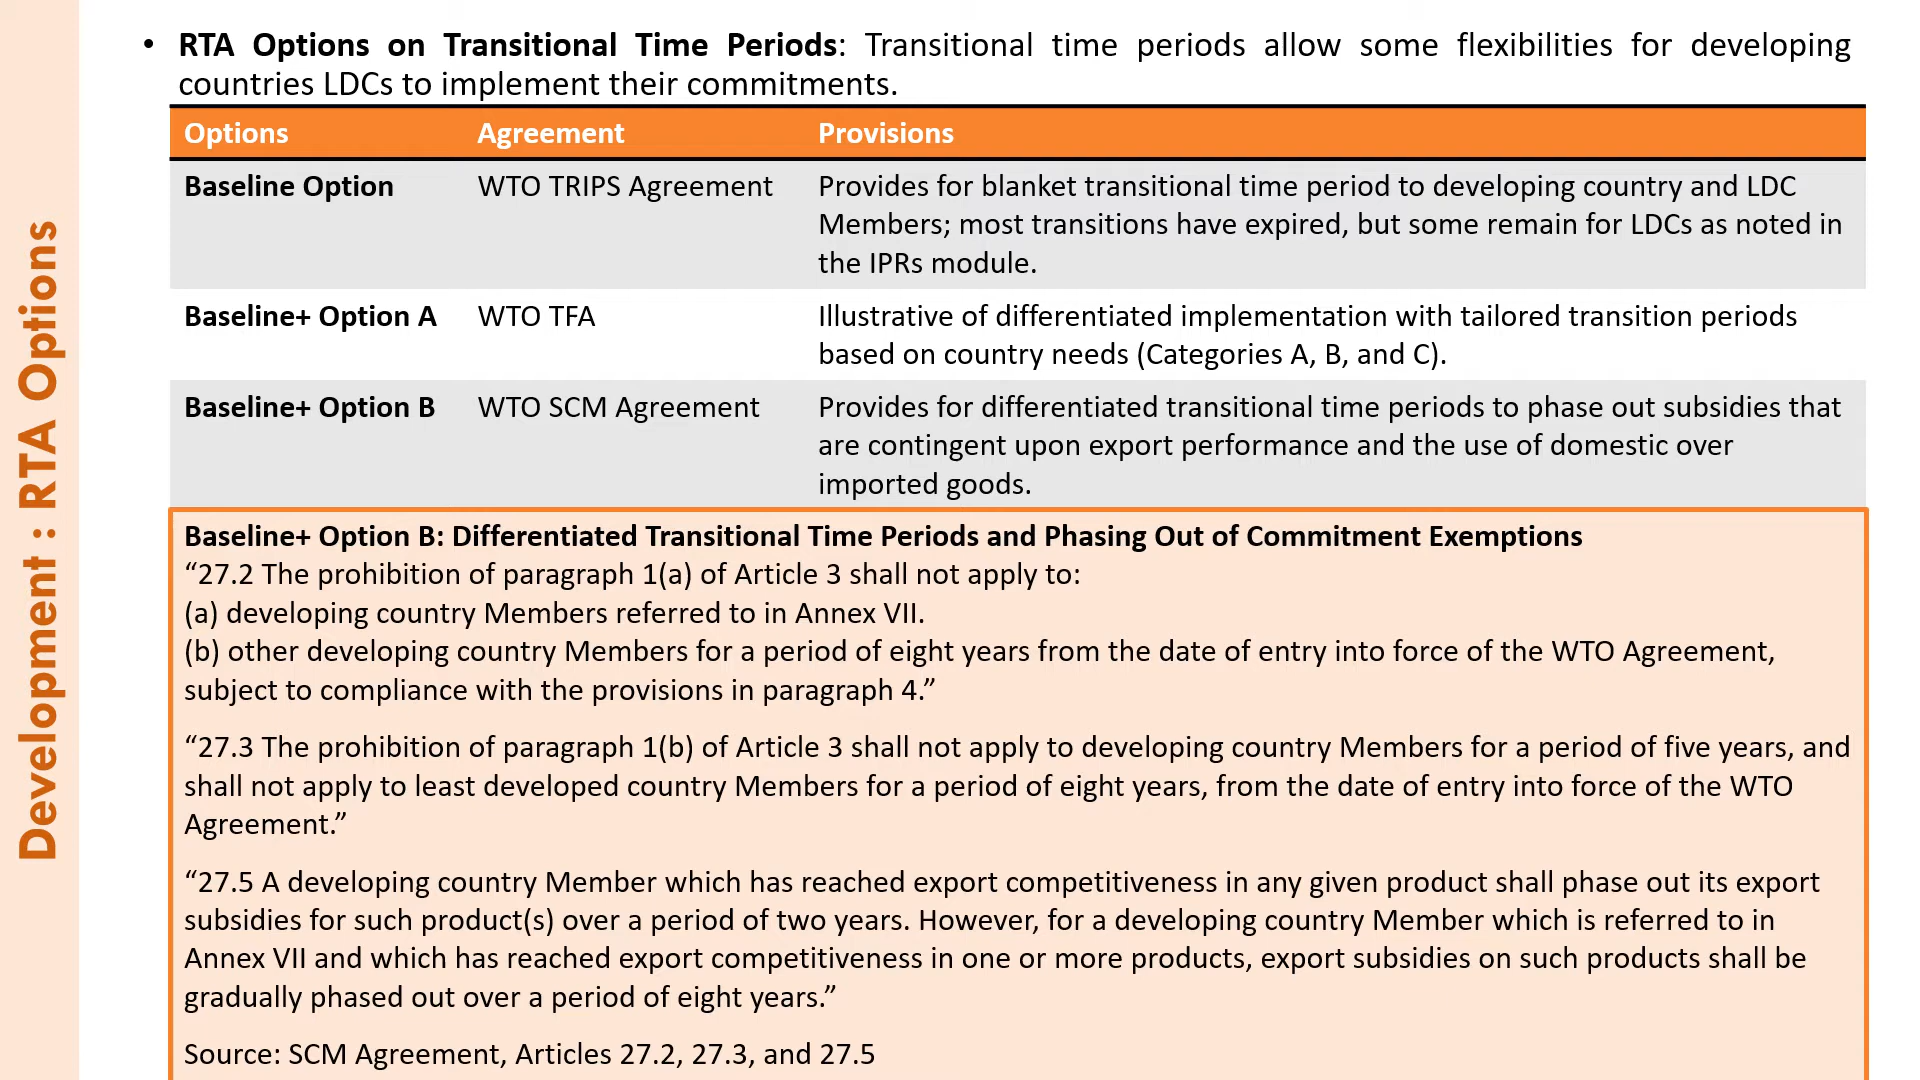 Development : RTA Options
• RTA Options on Transitional Time Periods: Transitional time periods allow some flexibilities for developing
countries LDCs to implement their commitments.
Options Agreement Provisions
Baseline Option WTO TRIPS Agreement Provides for blanket transitional time period to developing country and LDC
Members; most transitions have expired, but some remain for LDCs as noted in
the IPRs module.
Baseline+ Option A WTO TFA Illustrative of differentiated implementation with tailored transition periods
based on country needs (Categories A, B, and C).
Baseline+ Option B WTO SCM Agreement Provides for differentiated transitional time periods to phase out subsidies that
are contingent upon export performance and the use of domestic over
imported goods.
Baseline+ Option B: Differentiated Transitional Time Periods and Phasing Out of Commitment Exemptions
“27.2 The prohibition of paragraph 1(a) of Article 3 shall not apply to:
(a) developing country Members referred to in Annex VII.
(b) other developing country Members for a period of eight years from the date of entry into force of the WTO Agreement,
subject to compliance with the provisions in paragraph 4.”
“27.3 The prohibition of paragraph 1(b) of Article 3 shall not apply to developing country Members for a period of five years, and
shall not apply to least developed country Members for a period of eight years, from the date of entry into force of the WTO
Agreement.”
“27.5 A developing country Member which has reached export competitiveness in any given product shall phase out its export
subsidies for such product(s) over a period of two years. However, for a developing country Member which is referred to in
Annex VII and which has reached export competitiveness in one or more products, export subsidies on such products shall be
gradually phased out over a period of eight years.”
Source: SCM Agreement, Articles 27.2, 27.3, and 27.5